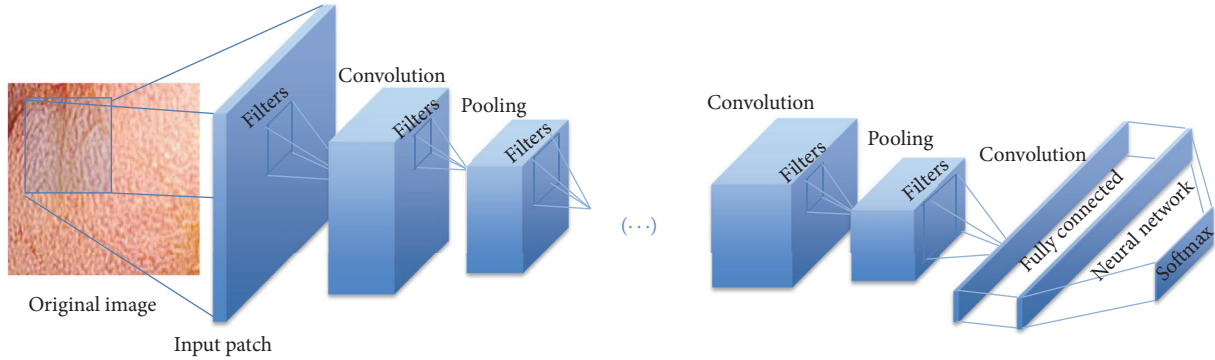 Original image
Input patch
Filters
Convolution
Filters
Pooling
Filters
(···)
Convolution
Filters
Pooling
Filters
Convolution
Fully connected
Neural network
Softmax